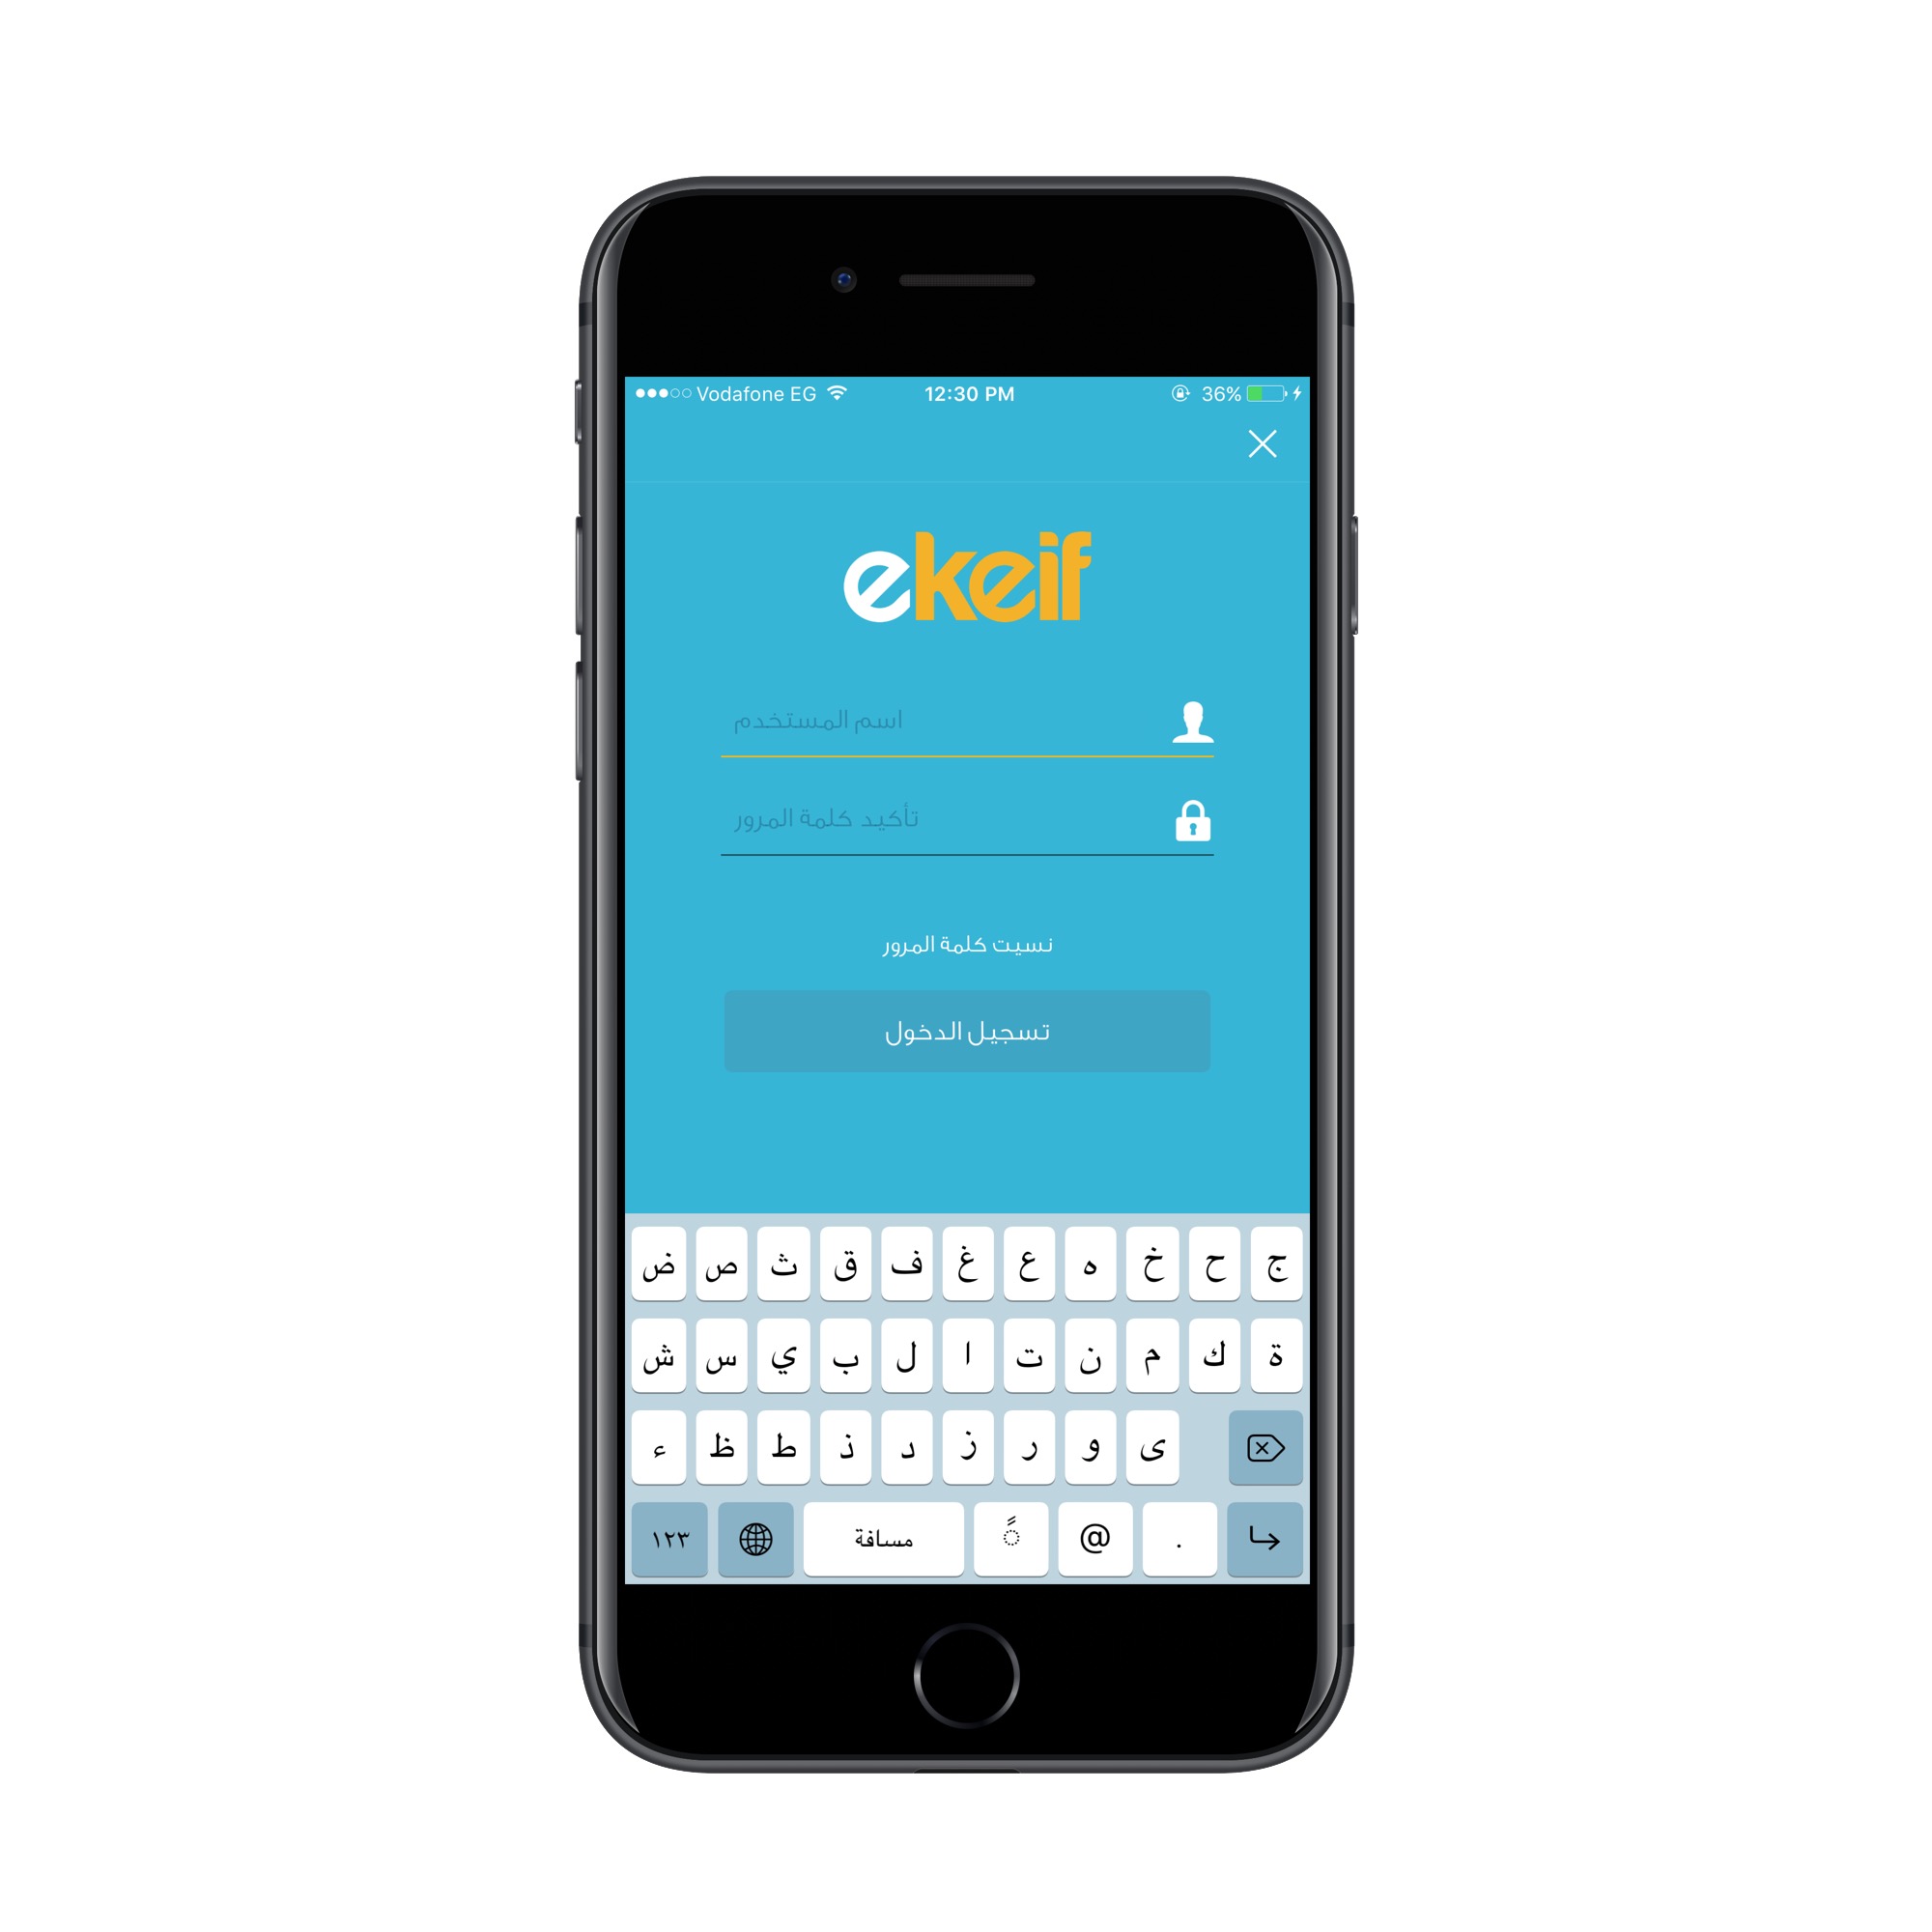 Vodafone EG 12:30 PM 36%
ekeif
اسم المستخدم
تأكيد كلمة المرور
نسيت كلمة المرور
تسجيل الدخول
ض ص ث ق ف غ ع ه خ ح ج
ش س ي ب ل ا ت ن م ك ة
ء ظ ط ذ د ز ر و ى
١٢٣ مسافة ً @ .